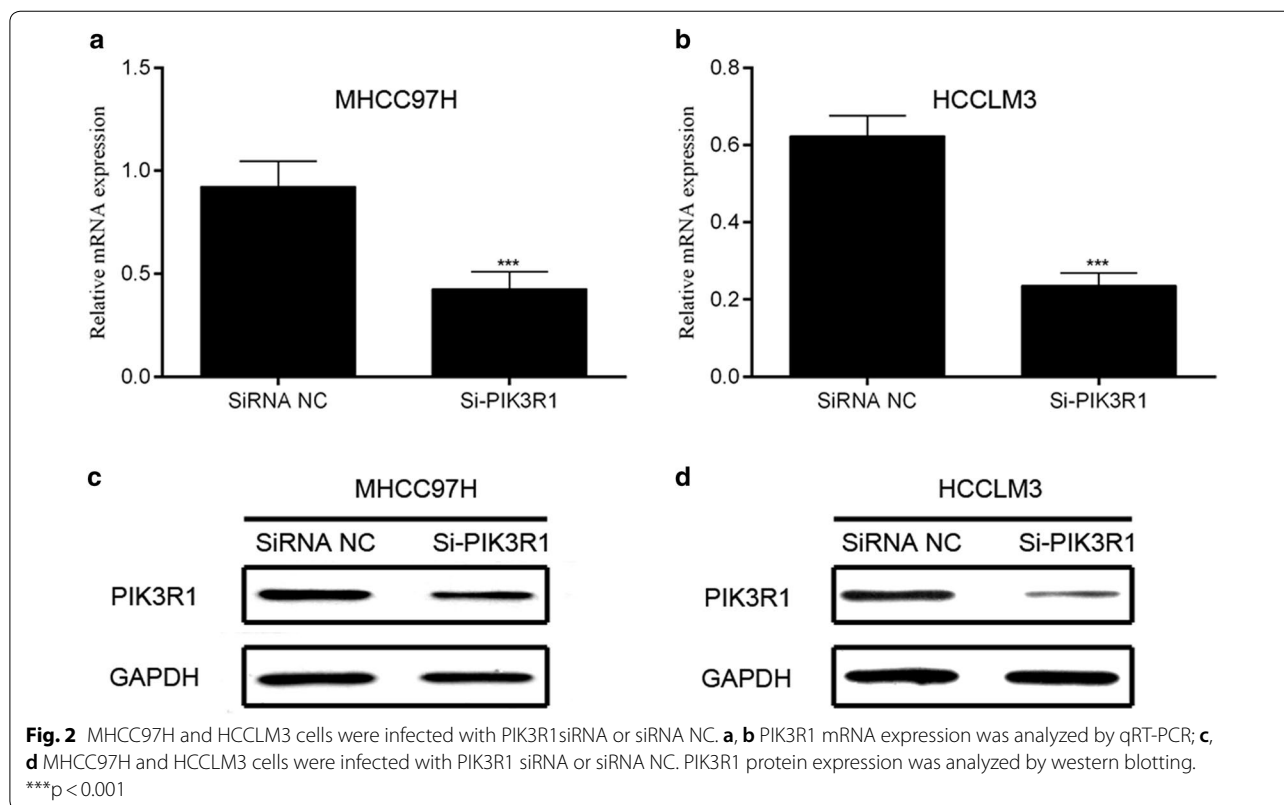 a
1.5
MHCC97H
Relative mRNA expression
1.0
0.5
***
0.0
SiRNA NC Si-PIK3R1
b
0.8
HCCLM3
Relative mRNA expression
0.6
0.4
***
0.2
0.0
SiRNA NC Si-PIK3R1
c
MHCC97H
SiRNA NC Si-PIK3R1
PIK3R1
GAPDH
d
HCCLM3
SiRNA NC Si-PIK3R1
PIK3R1
GAPDH
Fig. 2 MHCC97H and HCCLM3 cells were infected with PIK3R1siRNA or siRNA NC. a, b PIK3R1 mRNA expression was analyzed by qRT-PCR; c,
d MHCC97H and HCCLM3 cells were infected with PIK3R1 siRNA or siRNA NC. PIK3R1 protein expression was analyzed by western blotting.
***p < 0.001